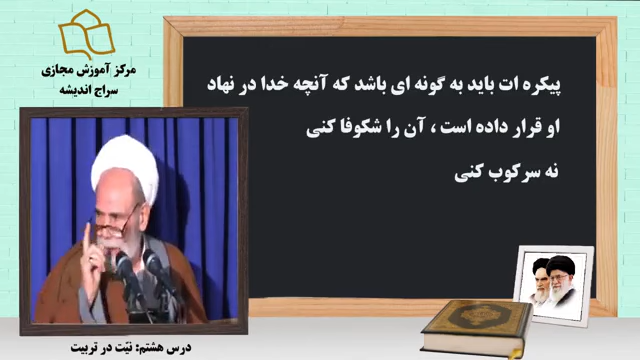 مرکز آموزش مجازی
سراج اندیشه
پیکره ات باید به گونه ای باشد که آنچه خدا در نهاد
او قرار داده است ، آن را شکوفا کنی
نه سرکوب کنی
درس هشتم: نیّت در تربیت